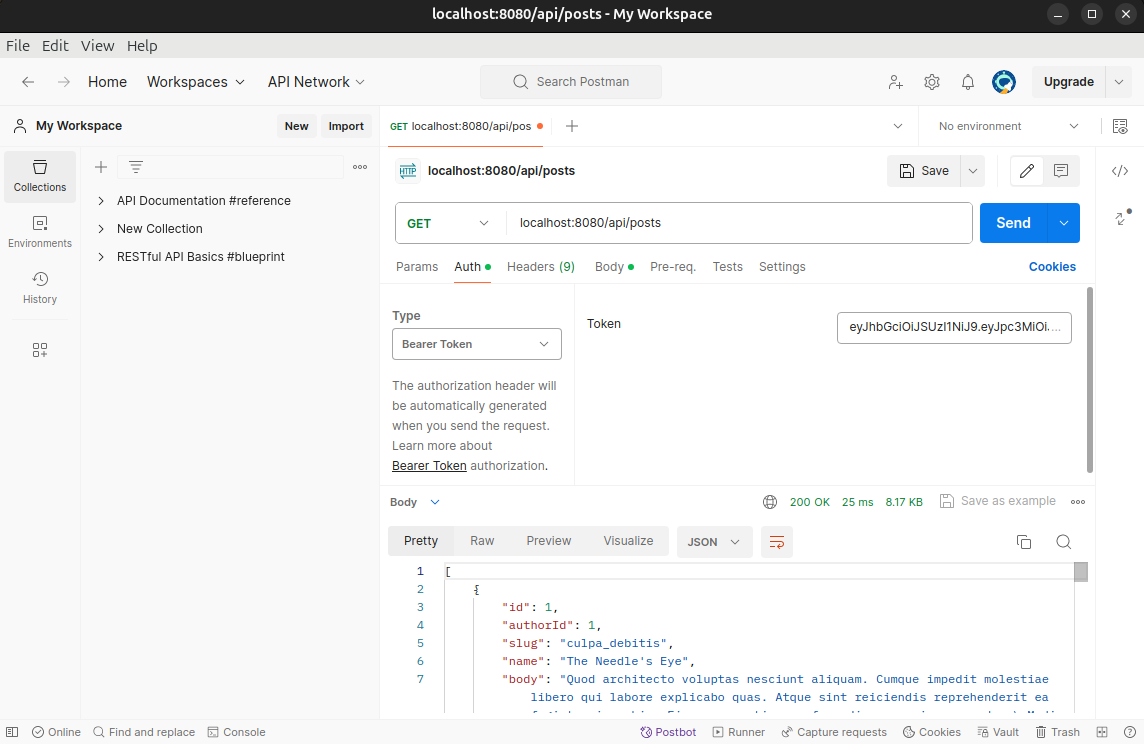 localhost:8080/api/posts - My Workspace
File Edit View Help
Home Workspaces API Network Search Postman Upgrade
My Workspace New Import GET localhost:8080/api/pos No environment
HTTP localhost:8080/api/posts Save
Collections
Environments
History
API Documentation #reference
New Collection
RESTful API Basics #blueprint
GET localhost:8080/api/posts Send
Params Auth Headers (9) Body Pre-req. Tests Settings Cookies
Type
Bearer Token
The authorization header will
be automatically generated
when you send the request.
Learn more about
Bearer Token authorization.
Token eyJhbGciOiJSUzI1NiJ9.eyJpc3MiOi...
Body 200 OK 25 ms 8.17 KB Save as example
Pretty Raw Preview Visualize JSON
1 [
2 {
3 "id": 1,
4 "authorId": 1,
5 "slug": "culpa_debitis",
6 "name": "The Needle's Eye",
7 "body": "Quod architecto voluptas nesciunt aliquam. Cumque impedit molestiae
libero qui labore explicabo quas. Atque sint reiciendis reprehenderit ea
Online Find and replace Console Postbot Runner Capture requests Cookies Vault Trash